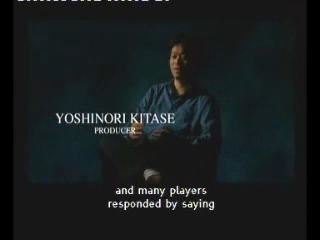 YOSHINORI KITASE
PRODUCER
and many players
responded by saying